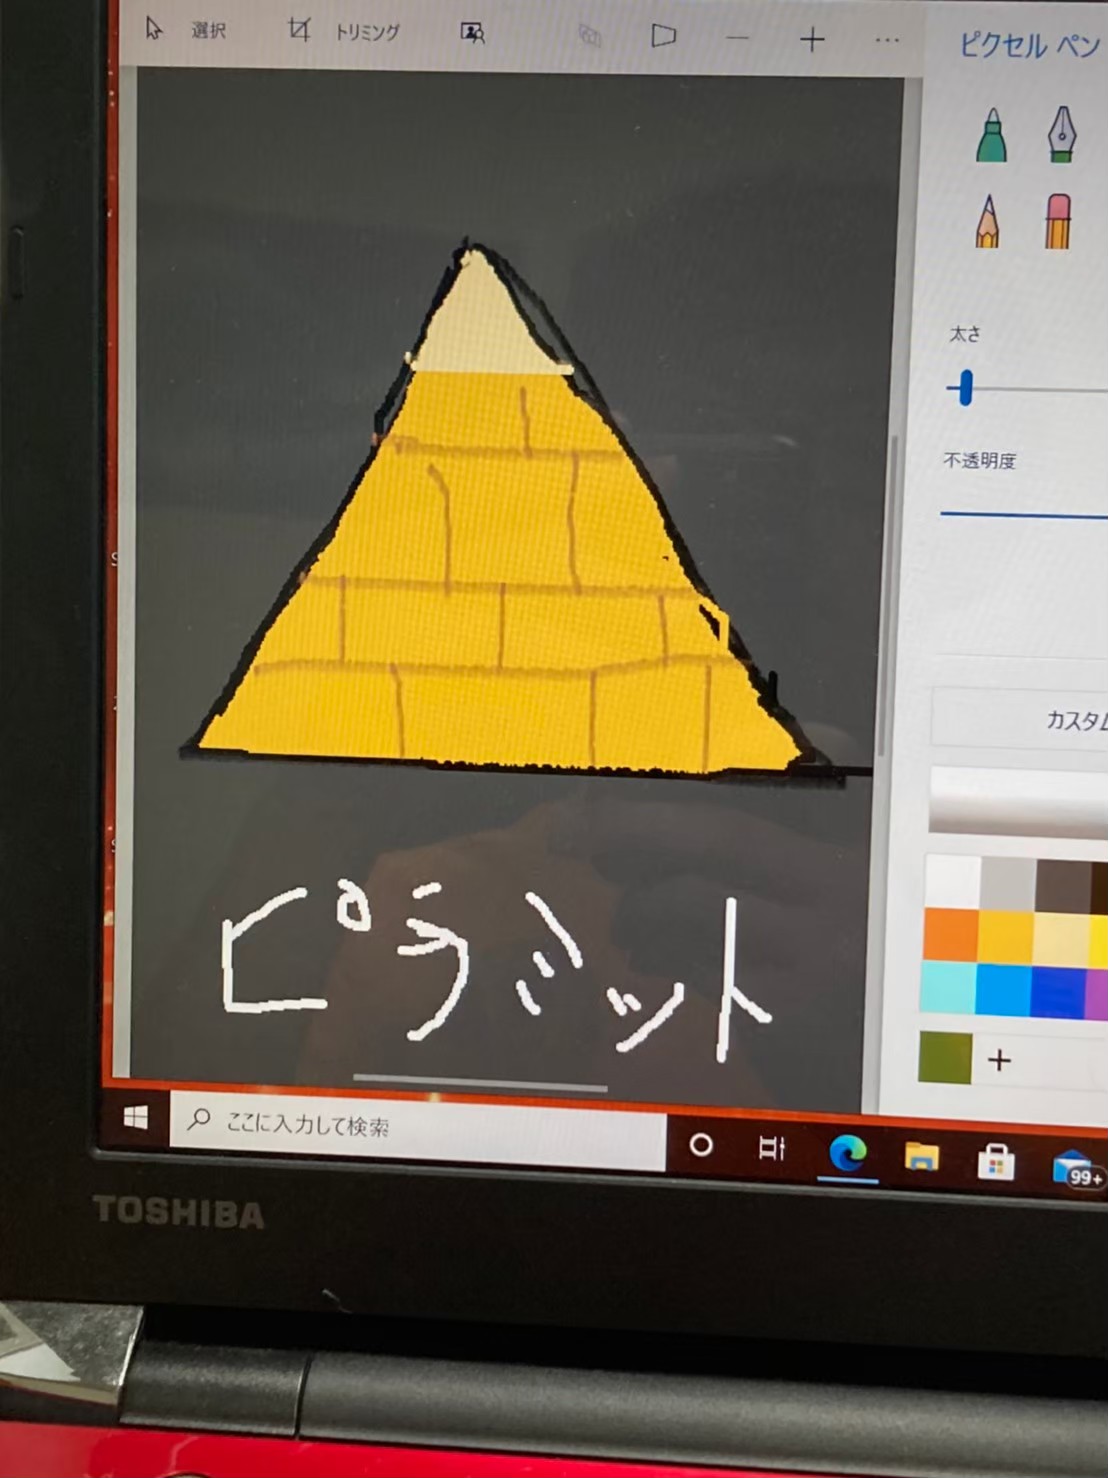 選択 トリミング
ピクセル ペン
太さ
不透明度
カスタム
ピラミット
ここに入力して検索
99+
TOSHIBA